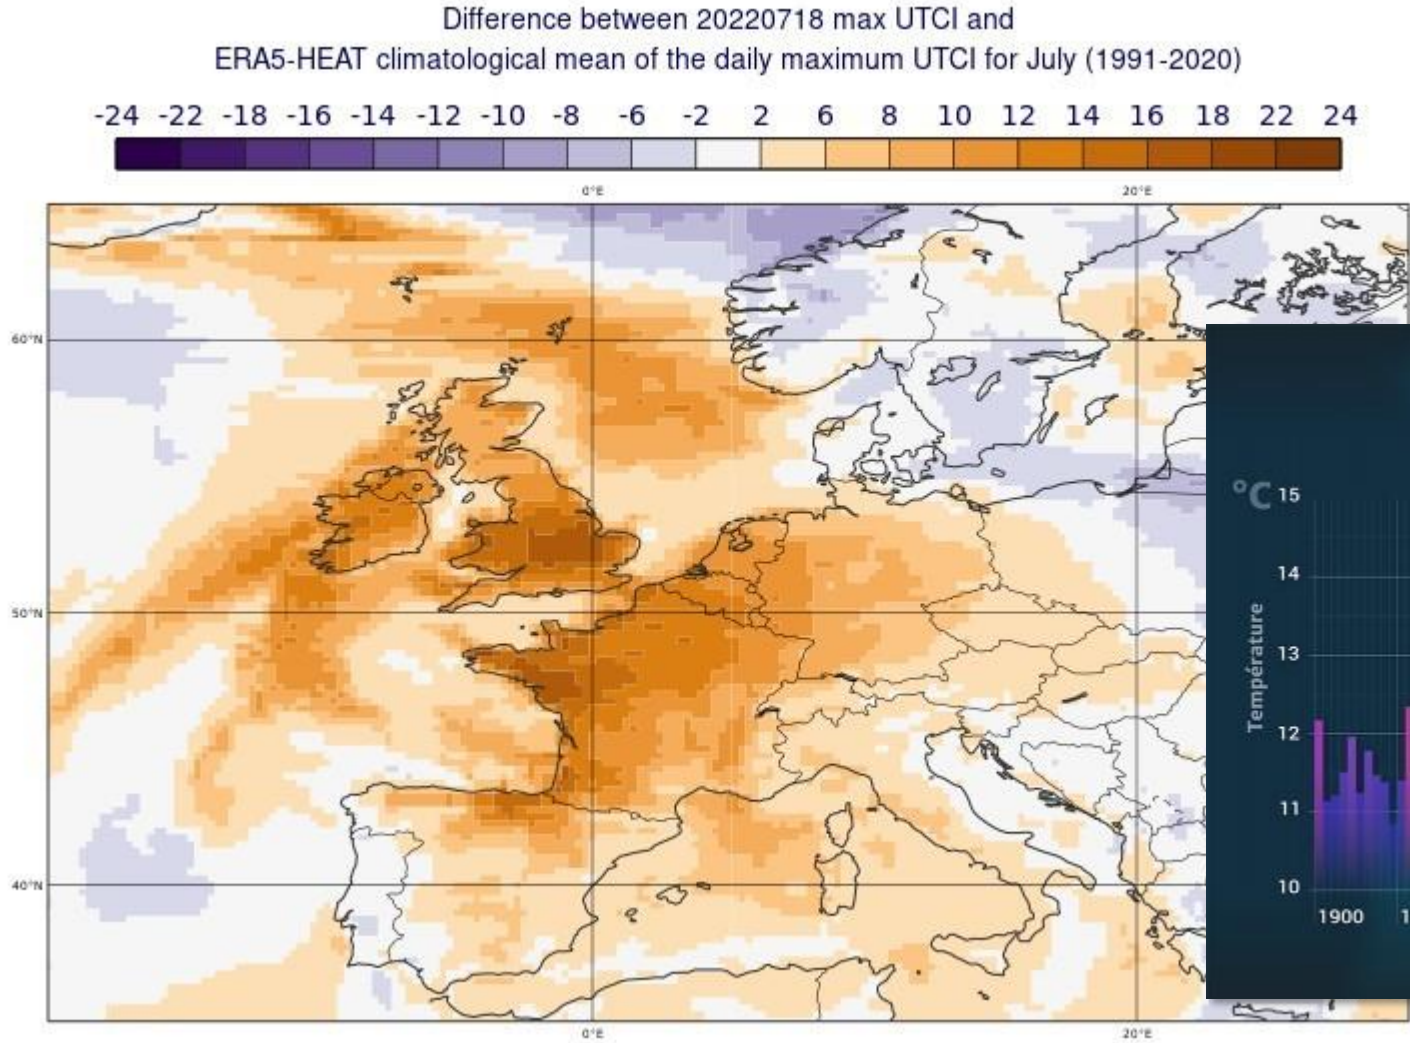 Difference between 20220718 max UTCI and
ERA5-HEAT climatological mean of the daily maximum UTCI for July (1991-2020)
-24 -22 -18 -16 -14 -12 -10 -8 -6 -2 2 6 8 10 12 14 16 18 22 24
0°E 20°E
60°N
50°N
40°N
0°E 20°E
°C
15
14
13
12
11
10
Température
1900 1